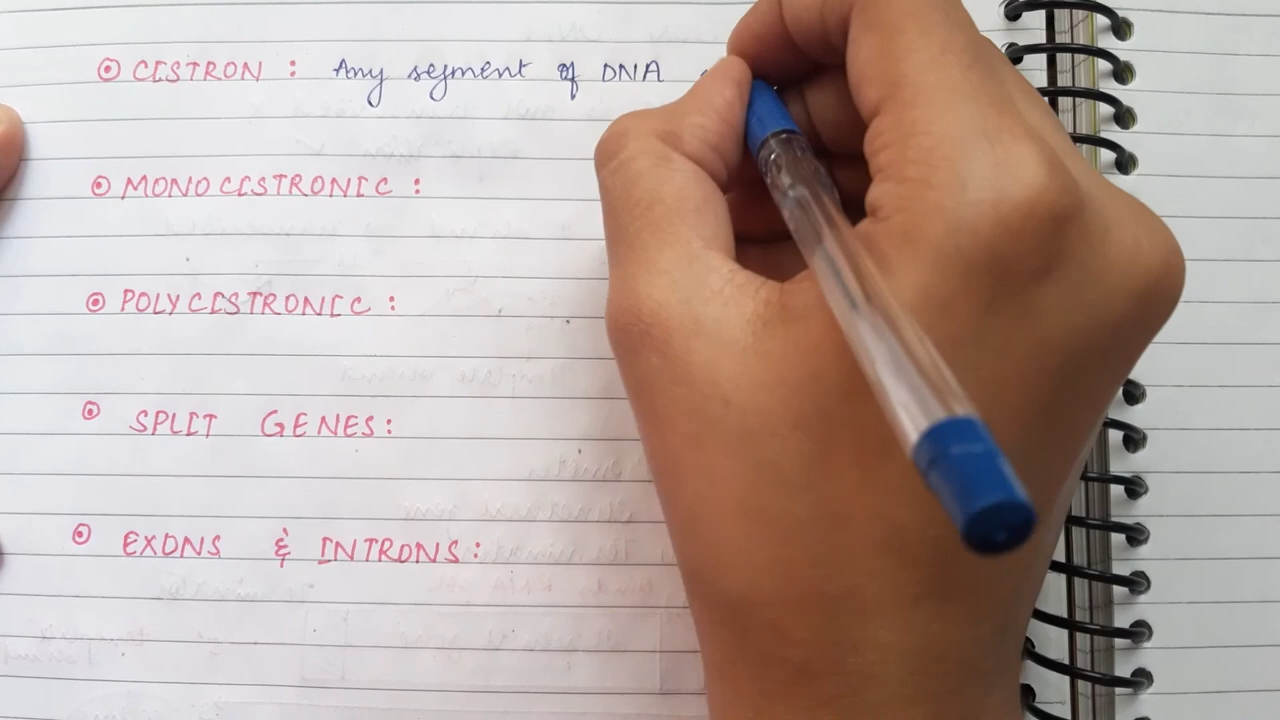 CISTRON : Any segment of DNA
MONOCISTRONIC :
POLYCISTRONIC :
SPLIT GENES:
EXONS & INTRONS: